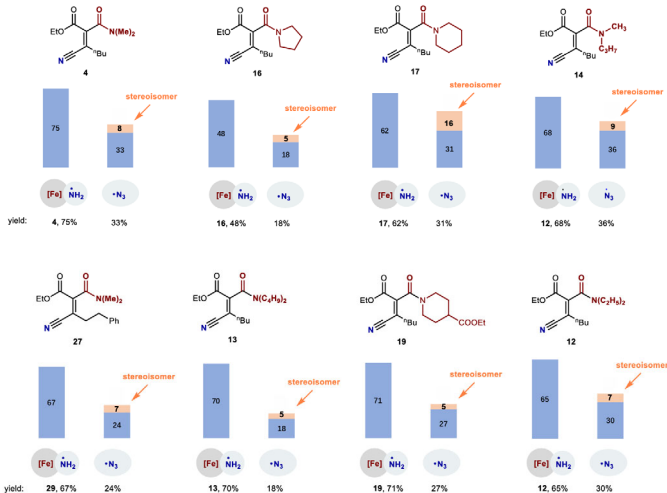 EtO O O N(Me)₂ N ⁿBu
4
EtO O O N N ⁿBu
16
EtO O O N N ⁿBu
17
EtO O O N CH₃ C₃H₇ N ⁿBu
14
75 stereoisomer 8 33
48 stereoisomer 5 18
62 stereoisomer 16 31
68 stereoisomer 9 36
[Fe] •NH₂ •N₃
[Fe] •NH₂ •N₃
[Fe] •NH₂ •N₃
[Fe] •NH₂ •N₃
yield: 4, 75% 33% 16, 48% 18% 17, 62% 31% 12, 68% 36%
EtO O O N(Me)₂ N Ph
27
EtO O O N(C₄H₉)₂ N ⁿBu
13
EtO O O N COOEt N ⁿBu
19
EtO O O N(C₂H₅)₂ N ⁿBu
12
67 stereoisomer 7 24
70 stereoisomer 5 18
71 stereoisomer 5 27
65 stereoisomer 7 30
[Fe] •NH₂ •N₃
[Fe] •NH₂ •N₃
[Fe] •NH₂ •N₃
[Fe] •NH₂ •N₃
yield: 29, 67% 24% 13, 70% 18% 19, 71% 27% 12, 65% 30%